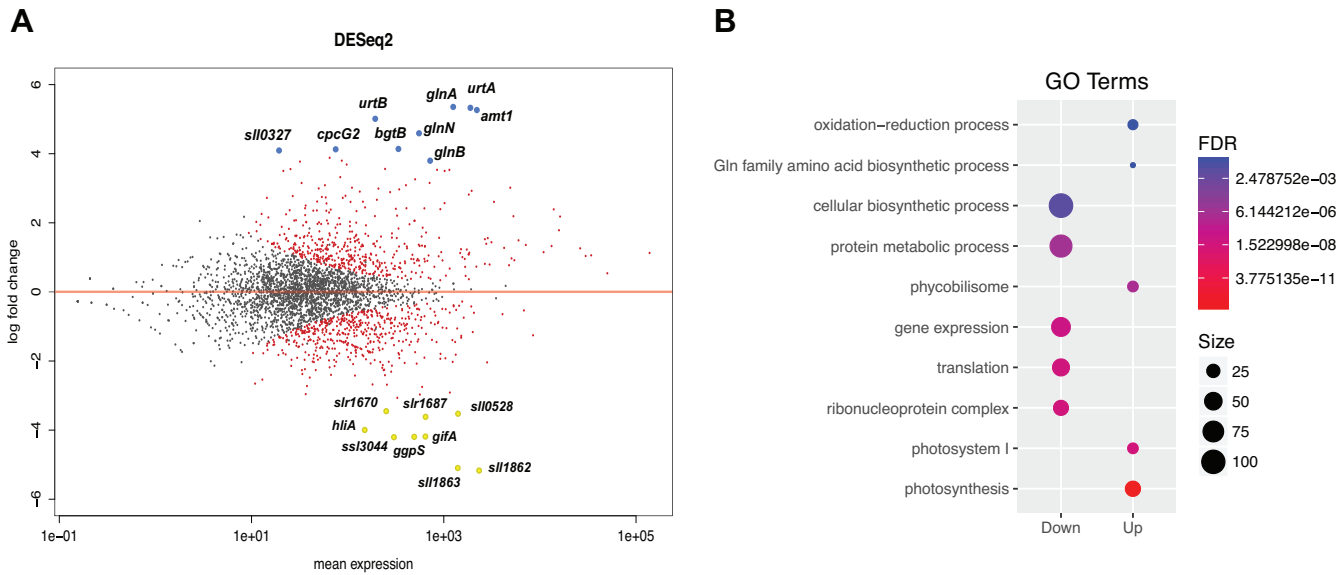 A
DESeq2
log fold change
6
4
2
0
−2
−4
−6
sll0327
cpcG2
urtB
bgtB
glnA
urtA
amt1
glnN
glnB
slr1670
slr1687
sll0528
hliA
ssl3044
ggpS
gifA
sll1863
sll1862
1e−01
1e+01
1e+03
1e+05
mean expression
B
GO Terms
oxidation−reduction process
Gln family amino acid biosynthetic process
cellular biosynthetic process
protein metabolic process
phycobilisome
gene expression
translation
ribonucleoprotein complex
photosystem I
photosynthesis
Down
Up
FDR
2.478752e−03
6.144212e−06
1.522998e−08
3.775135e−11
Size
25
50
75
100